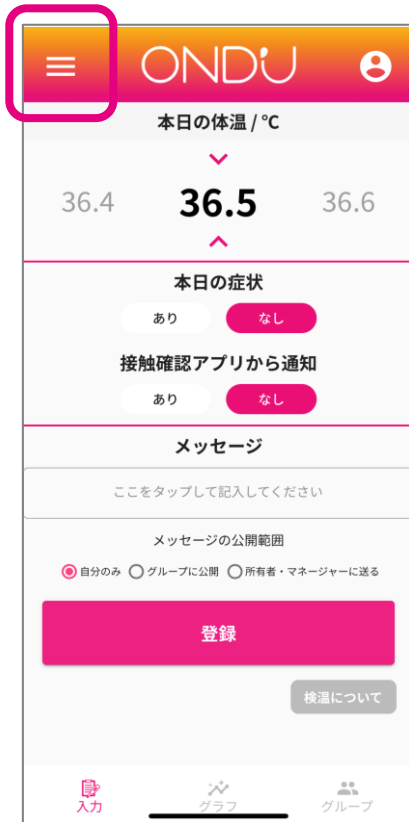 ONDU
本日の体温 / ℃
36.4 36.5 36.6
本日の症状
あり なし
接触確認アプリから通知
あり なし
メッセージ
ここをタップして記入してください
メッセージの公開範囲
自分のみ グループに公開 所有者・マネージャーに送る
登録
検温について
入力 グラフ グループ